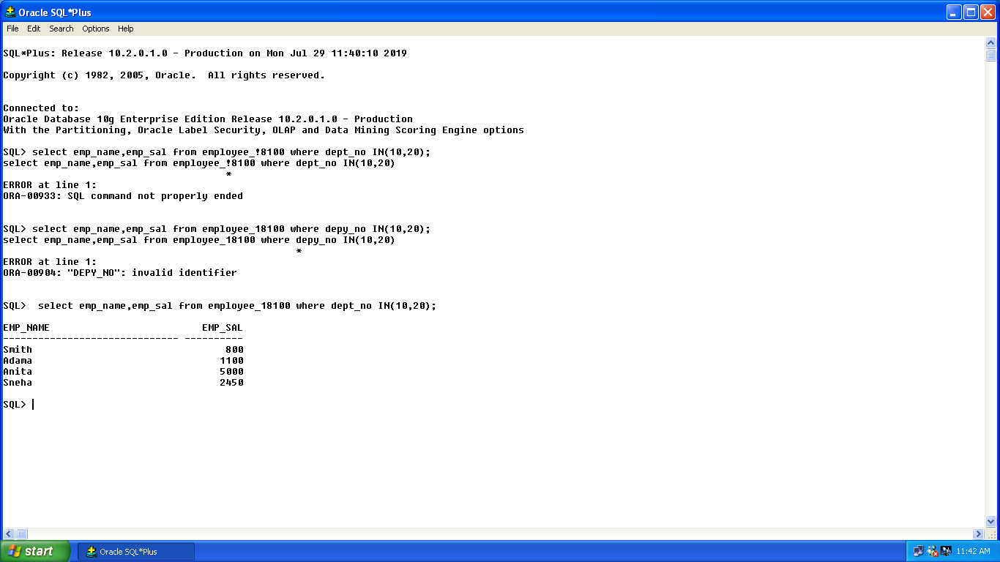 Oracle SQL*Plus
File Edit Search Options Help
SQL*Plus: Release 10.2.0.1.0 - Production on Mon Jul 29 11:40:10 2019
Copyright (c) 1982, 2005, Oracle.  All rights reserved.
Connected to:
Oracle Database 10g Enterprise Edition Release 10.2.0.1.0 - Production
With the Partitioning, Oracle Label Security, OLAP and Data Mining Scoring Engine options
SQL> select emp_name,emp_sal from employee_!8100 where dept_no IN(10,20);
select emp_name,emp_sal from employee_!8100 where dept_no IN(10,20)
*
ERROR at line 1:
ORA-00933: SQL command not properly ended
SQL> select emp_name,emp_sal from employee_18100 where depy_no IN(10,20);
select emp_name,emp_sal from employee_18100 where depy_no IN(10,20)
*
ERROR at line 1:
ORA-00904: "DEPY_NO": invalid identifier
SQL>  select emp_name,emp_sal from employee_18100 where dept_no IN(10,20);
EMP_NAME                          EMP_SAL
------------------------------ ----------
Smith                                 800
Adama                                1100
Anita                                5000
Sneha                                2450
SQL>
start Oracle SQL*Plus 11:42 AM